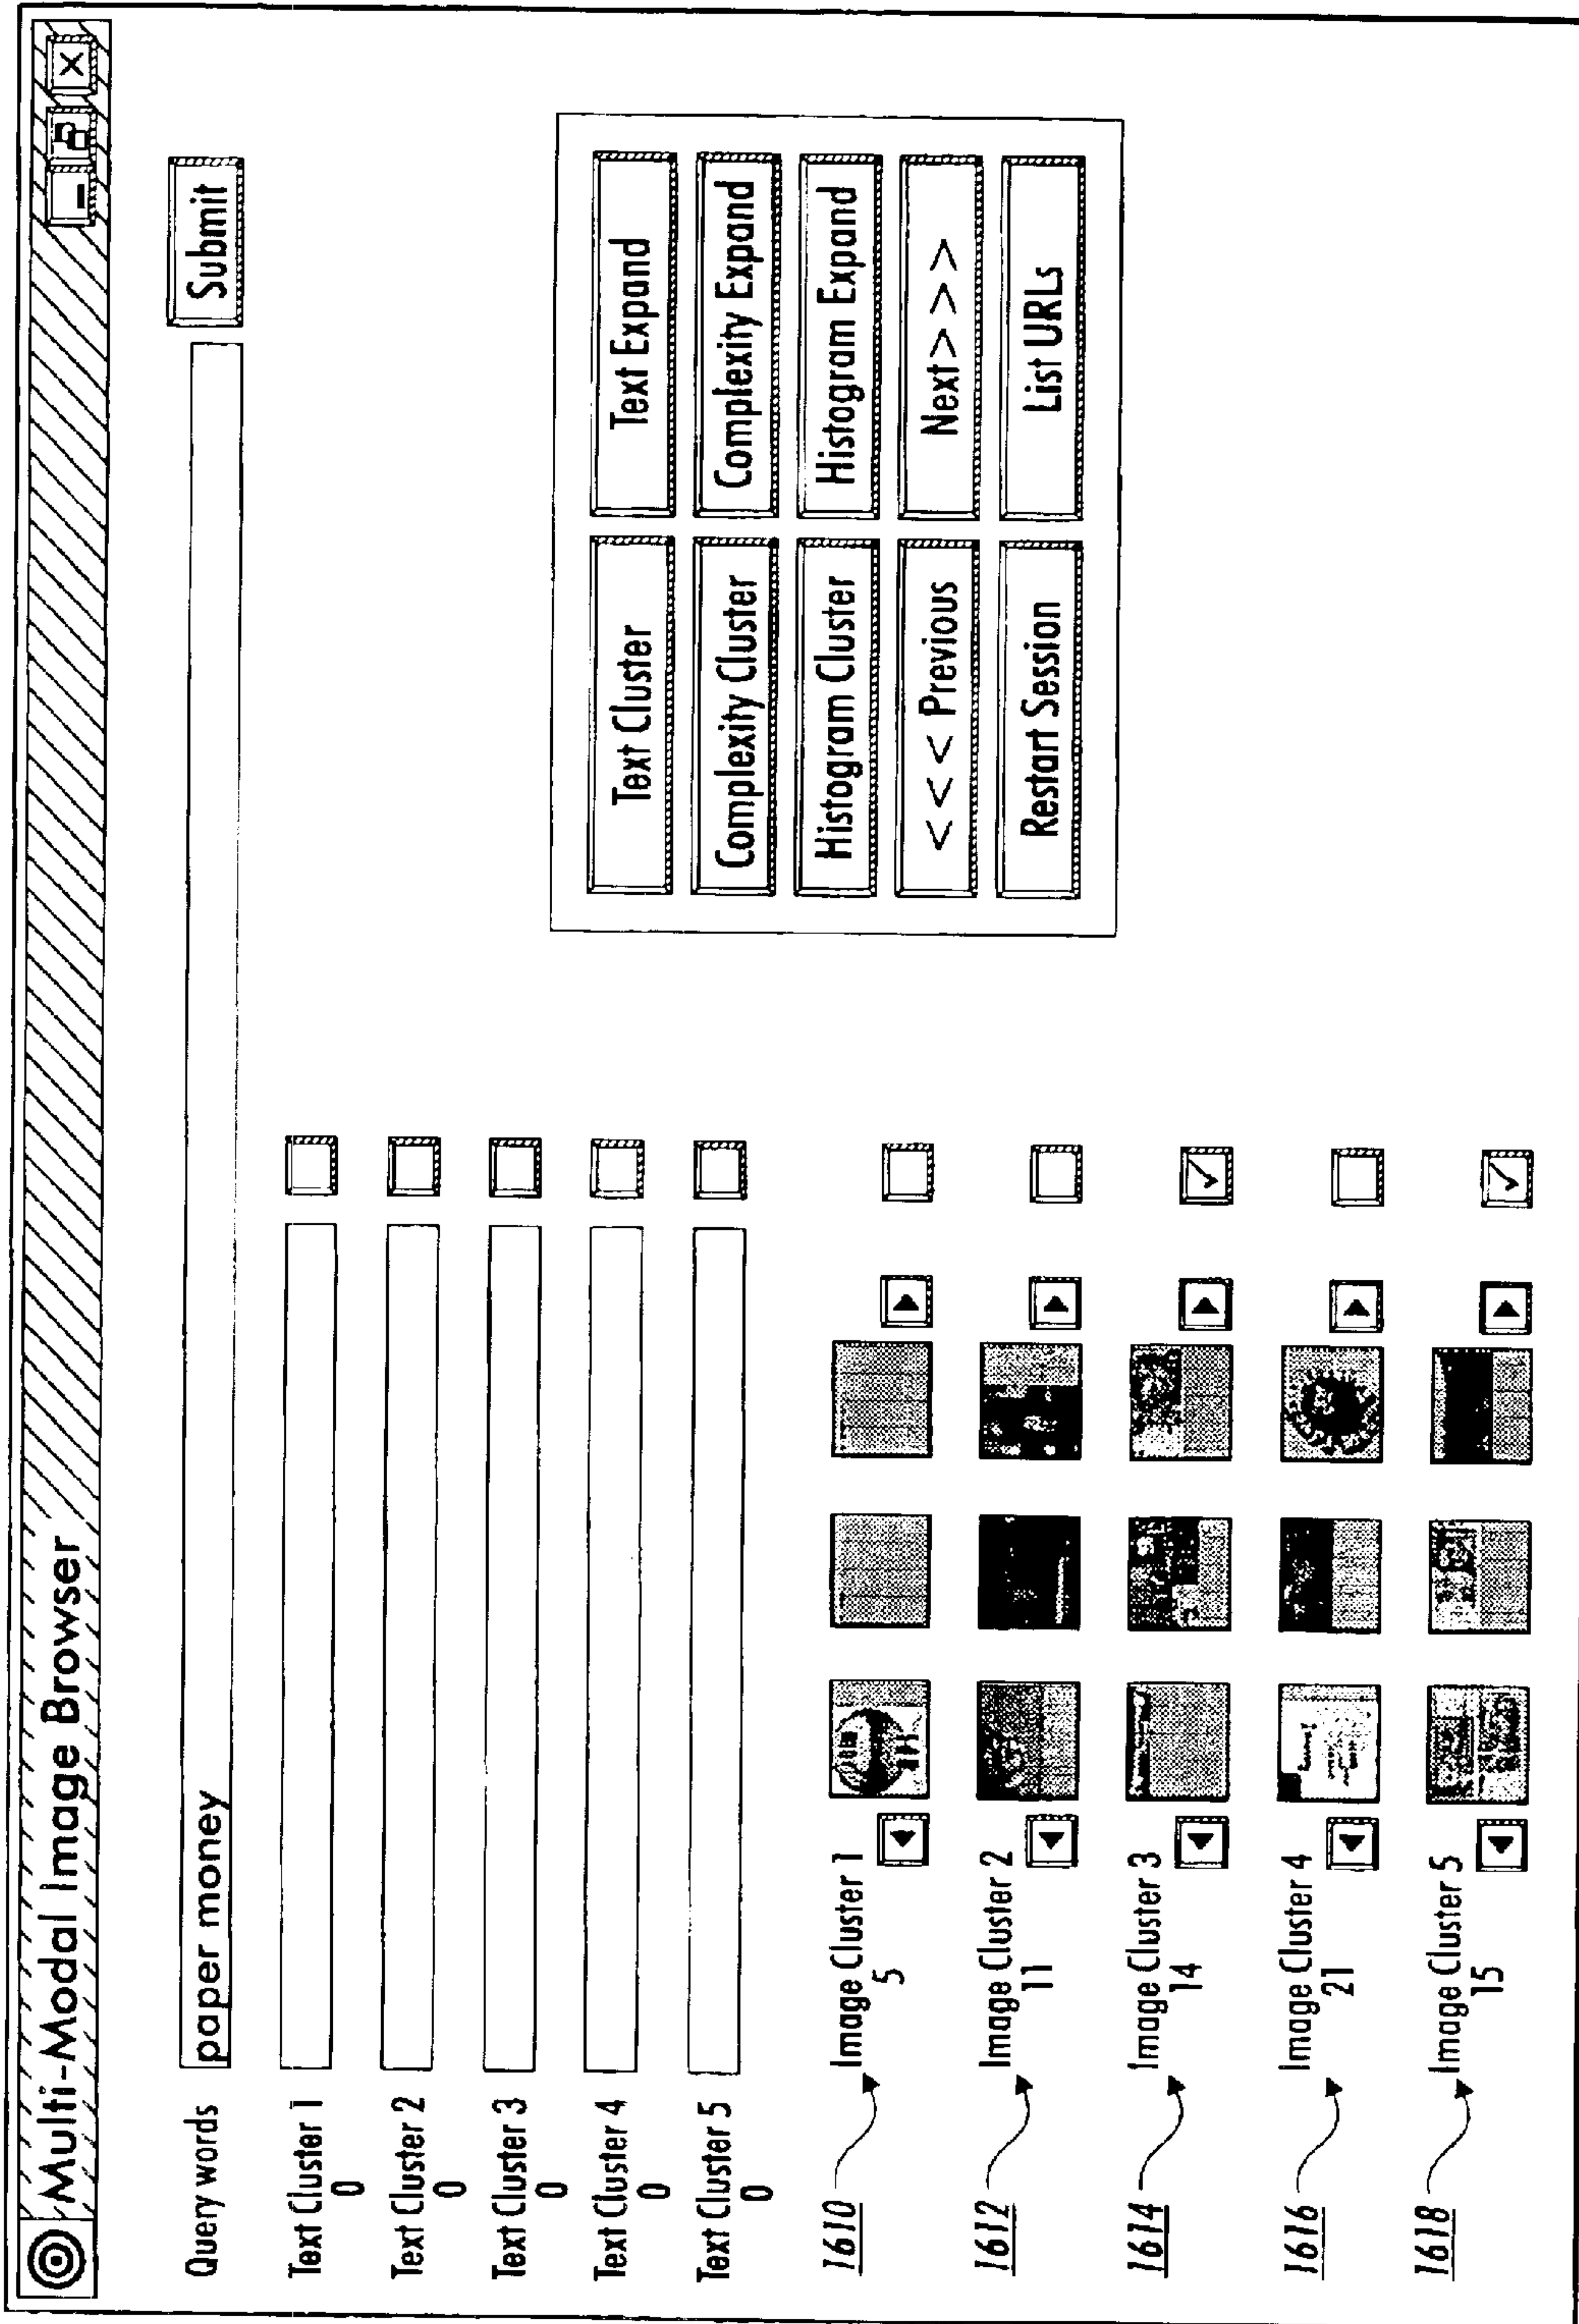 Multi-Modal Image Browser
Query words paper money Submit
Text Cluster 1
0
Text Cluster 2
0
Text Cluster 3
0
Text Cluster 4
0
Text Cluster 5
0
Text Cluster Text Expand
Complexity Cluster Complexity Expand
Histogram Cluster Histogram Expand
< < < Previous Next > > >
Restart Session List URLs
1610 Image Cluster 1
5
1612 Image Cluster 2
11
1614 Image Cluster 3
14
1616 Image Cluster 4
21
1618 Image Cluster 5
15